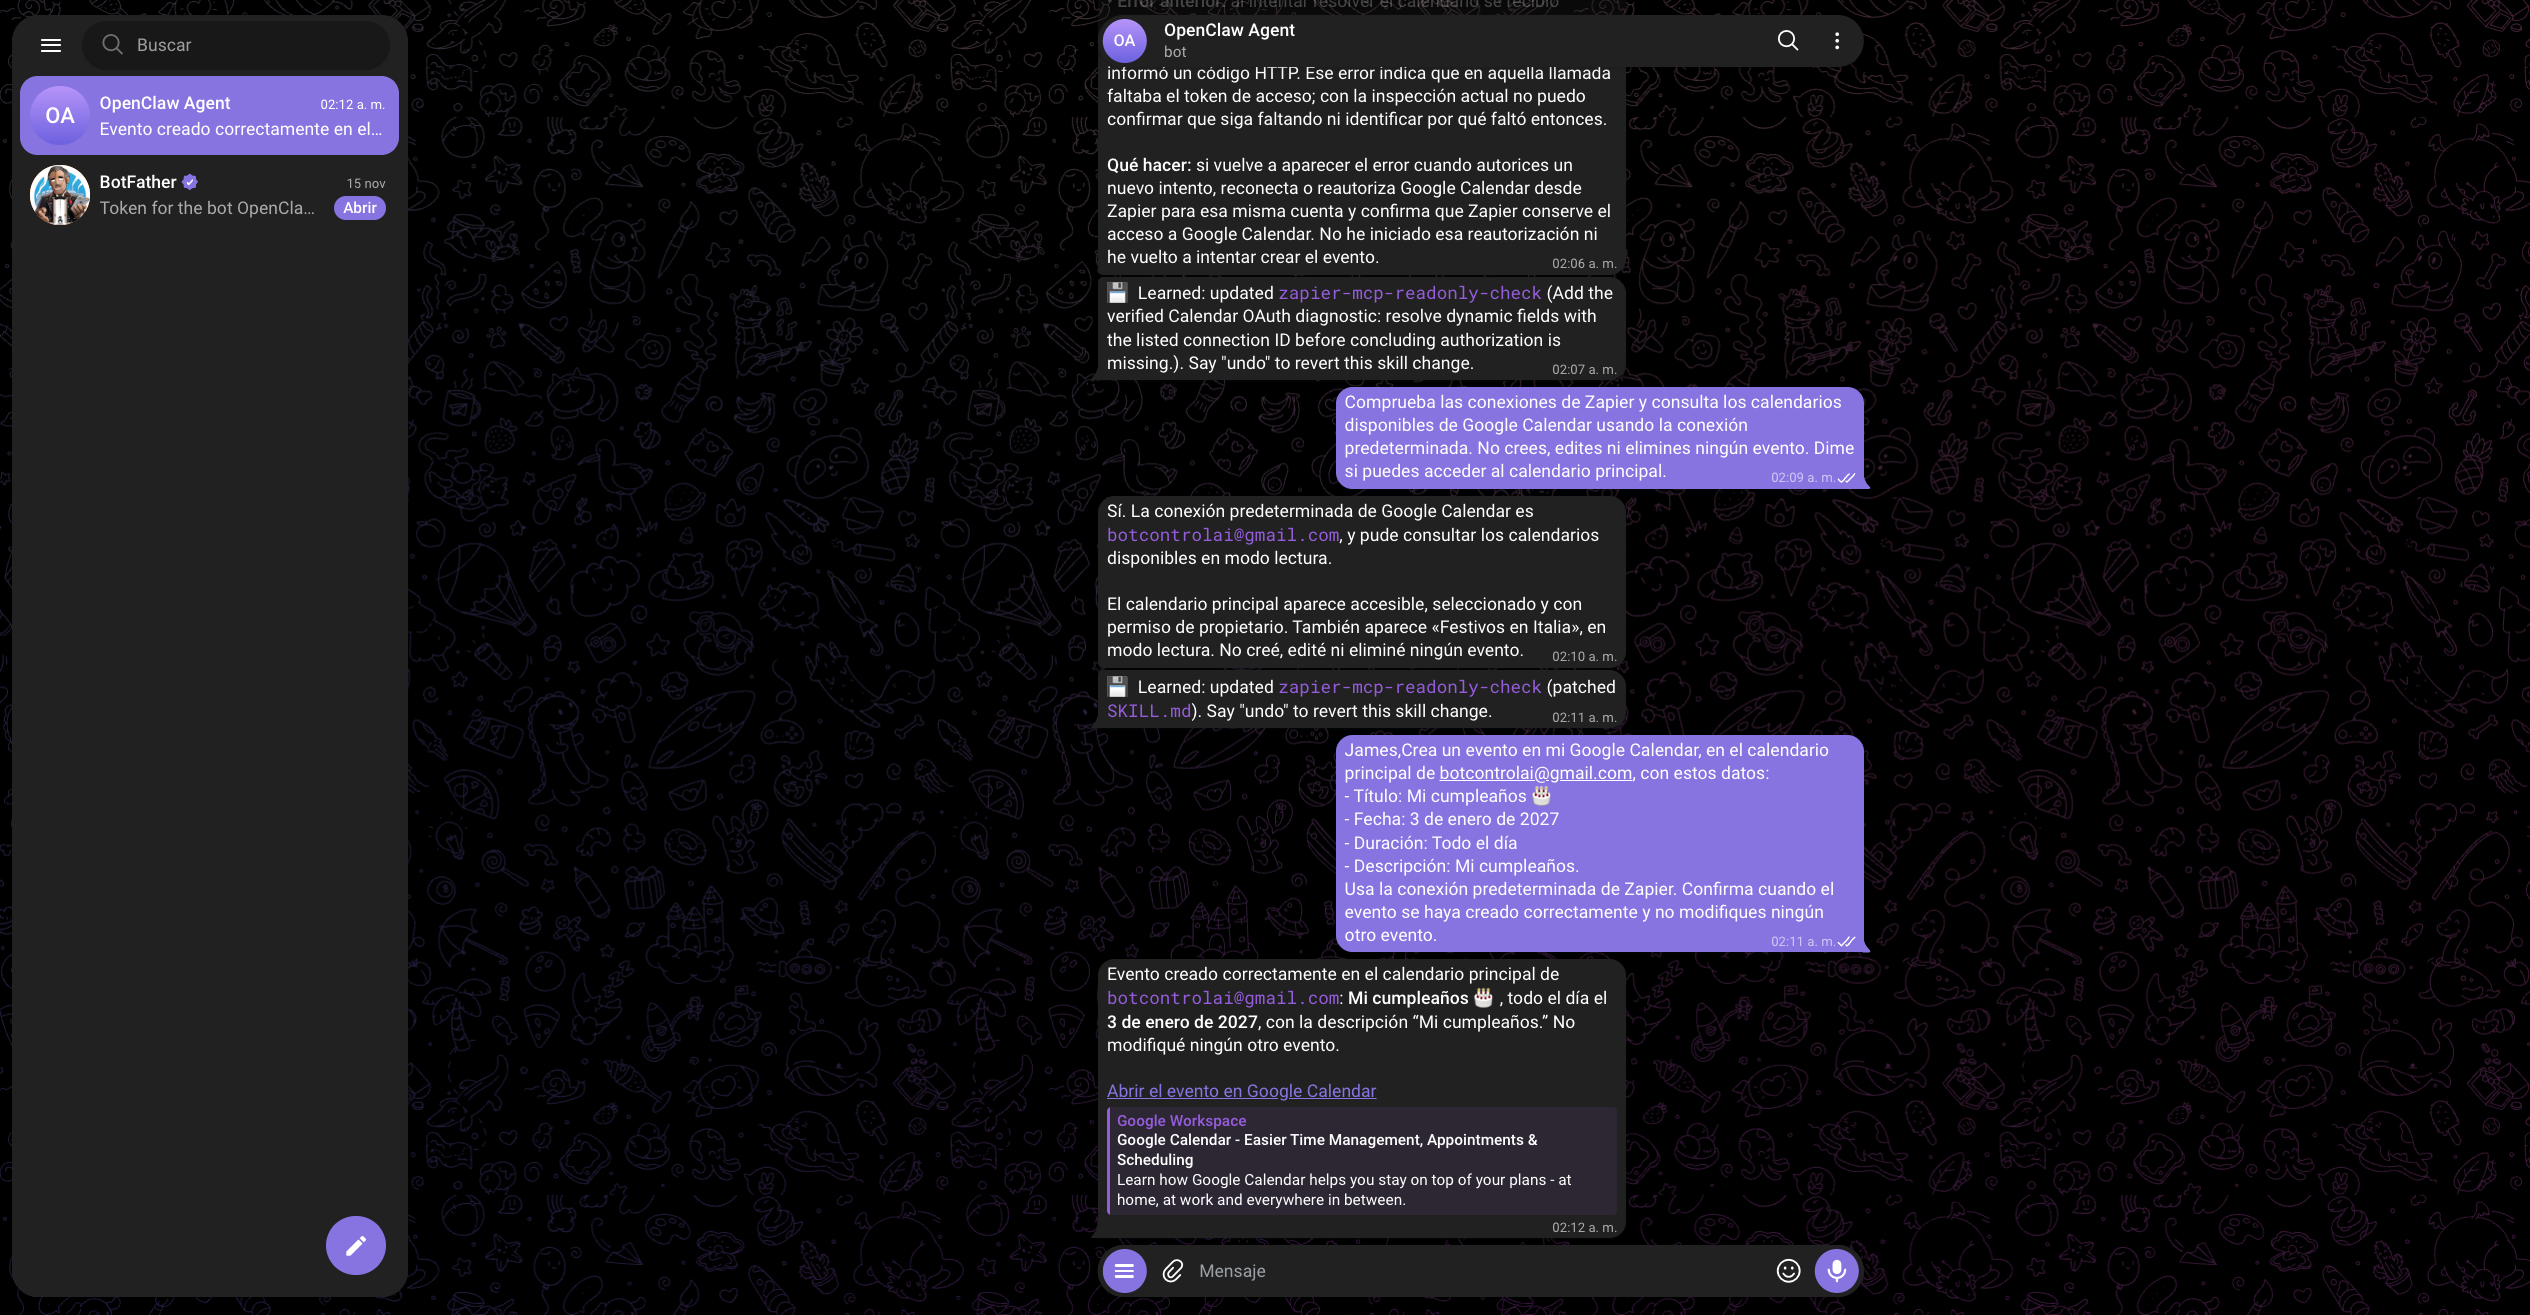 Buscar
OA
OpenClaw Agent
02:12 a. m.
Evento creado correctamente en el...
BotFather
15 nov
Token for the bot OpenCla...
Abrir
OA
OpenClaw Agent
bot
informó un código HTTP. Ese error indica que en aquella llamada
faltaba el token de acceso; con la inspección actual no puedo
confirmar que siga faltando ni identificar por qué faltó entonces.
Qué hacer: si vuelve a aparecer el error cuando autorices un
nuevo intento, reconecta o reautoriza Google Calendar desde
Zapier para esa misma cuenta y confirma que Zapier conserve el
acceso a Google Calendar. No he iniciado esa reautorización ni
he vuelto a intentar crear el evento.
02:06 a. m.
💾 Learned: updated zapier-mcp-readonly-check (Add the
verified Calendar OAuth diagnostic: resolve dynamic fields with
the listed connection ID before concluding authorization is
missing.). Say "undo" to revert this skill change.
02:07 a. m.
Comprueba las conexiones de Zapier y consulta los calendarios
disponibles de Google Calendar usando la conexión
predeterminada. No crees, edites ni elimines ningún evento. Dime
si puedes acceder al calendario principal.
02:09 a. m.
Sí. La conexión predeterminada de Google Calendar es
botcontrolai@gmail.com, y pude consultar los calendarios
disponibles en modo lectura.
El calendario principal aparece accesible, seleccionado y con
permiso de propietario. También aparece «Festivos en Italia», en
modo lectura. No creé, edité ni eliminé ningún evento.
02:10 a. m.
💾 Learned: updated zapier-mcp-readonly-check (patched
SKILL.md). Say "undo" to revert this skill change.
02:11 a. m.
James,Crea un evento en mi Google Calendar, en el calendario
principal de botcontrolai@gmail.com, con estos datos:
- Título: Mi cumpleaños 🎂
- Fecha: 3 de enero de 2027
- Duración: Todo el día
- Descripción: Mi cumpleaños.
Usa la conexión predeterminada de Zapier. Confirma cuando el
evento se haya creado correctamente y no modifiques ningún
otro evento.
02:11 a. m.
Evento creado correctamente en el calendario principal de
botcontrolai@gmail.com: Mi cumpleaños 🎂 , todo el día el
3 de enero de 2027, con la descripción “Mi cumpleaños.” No
modifiqué ningún otro evento.
Abrir el evento en Google Calendar
Google Workspace
Google Calendar - Easier Time Management, Appointments &
Scheduling
Learn how Google Calendar helps you stay on top of your plans - at
home, at work and everywhere in between.
02:12 a. m.
Mensaje